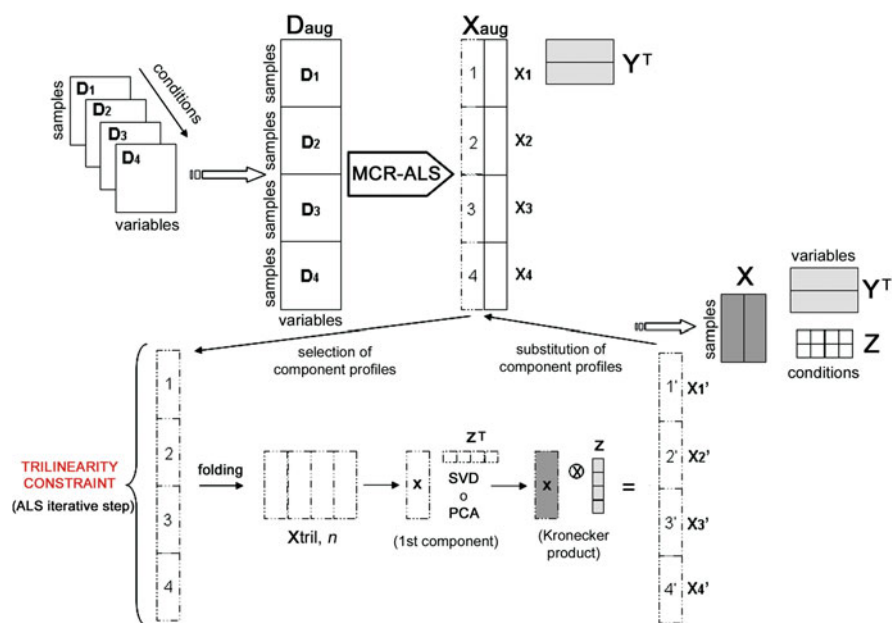 Daug
Xaug
conditions
samples
D1
D2
D3
D4
variables
samples
D1
samples
D2
samples
D3
samples
D4
variables
MCR-ALS
1
X1
2
X2
3
X3
4
X4
YT
X
samples
variables
YT
Z
conditions
selection of
component profiles
substitution of
component profiles
TRILINEARITY
CONSTRAINT
(ALS iterative step)
1
2
3
4
folding
Xtril, n
x
ZT
SVD
o
PCA
(1st component)
x
⊗
z
(Kronecker
product)
=
1'
X1'
2'
X2'
3'
X3'
4'
X4'